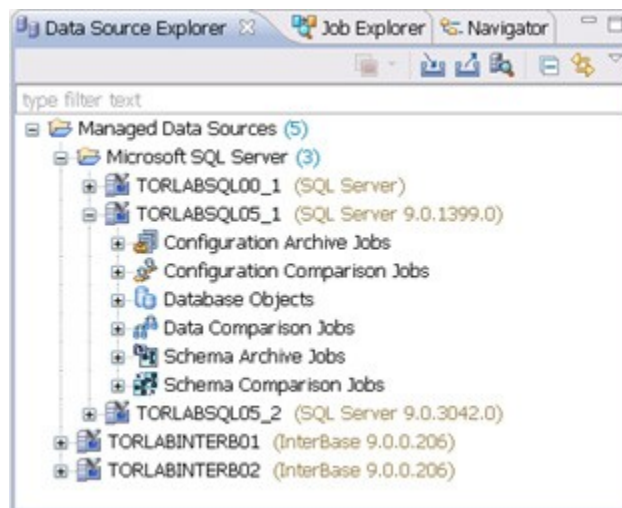 Data Source Explorer Job Explorer Navigator
type filter text
Managed Data Sources (5)
Microsoft SQL Server (3)
TORLABSQL00_1 (SQL Server)
TORLABSQL05_1 (SQL Server 9.0.1399.0)
Configuration Archive Jobs
Configuration Comparison Jobs
Database Objects
Data Comparison Jobs
Schema Archive Jobs
Schema Comparison Jobs
TORLABSQL05_2 (SQL Server 9.0.3042.0)
TORLABINTERB01 (InterBase 9.0.0.206)
TORLABINTERB02 (InterBase 9.0.0.206)